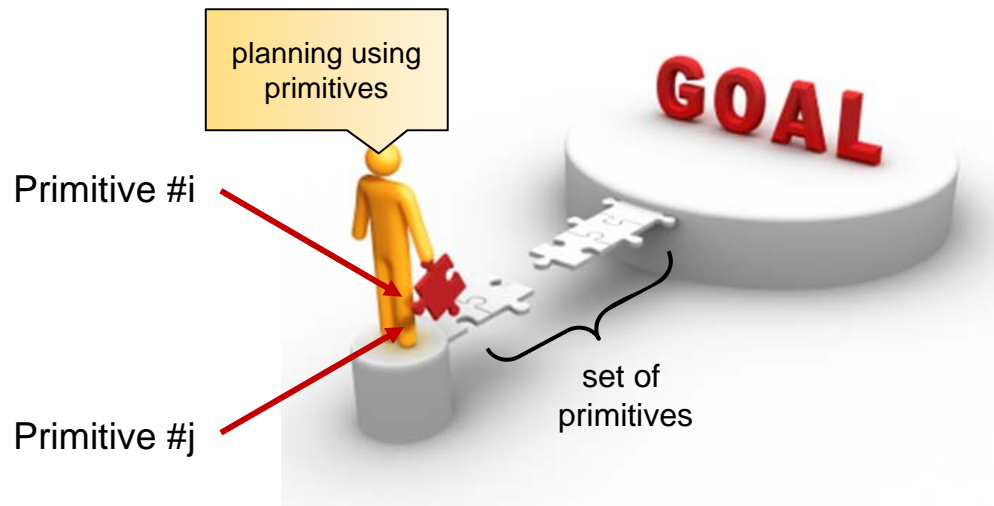 planning using
primitives
GOAL
Primitive #i
set of
primitives
Primitive #j